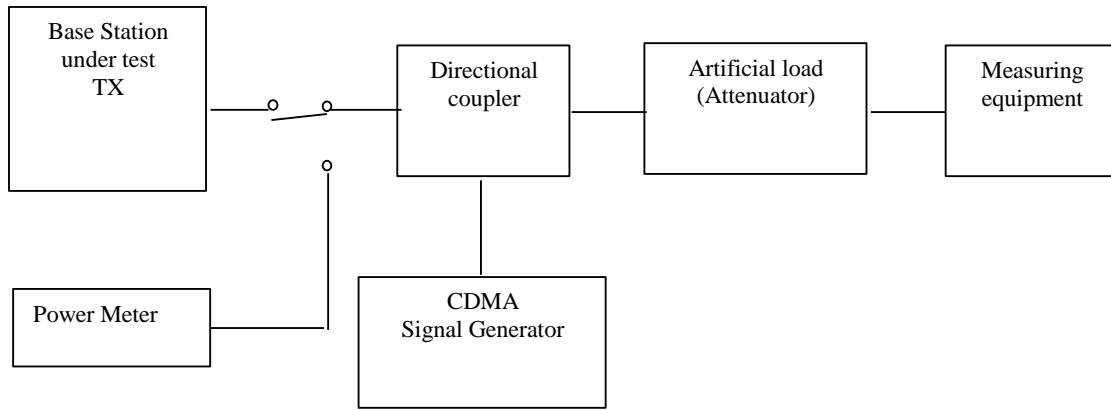 Base Station
under test
TX
Directional
coupler
Artificial load
(Attenuator)
Measuring
equipment
Power Meter
CDMA
Signal Generator